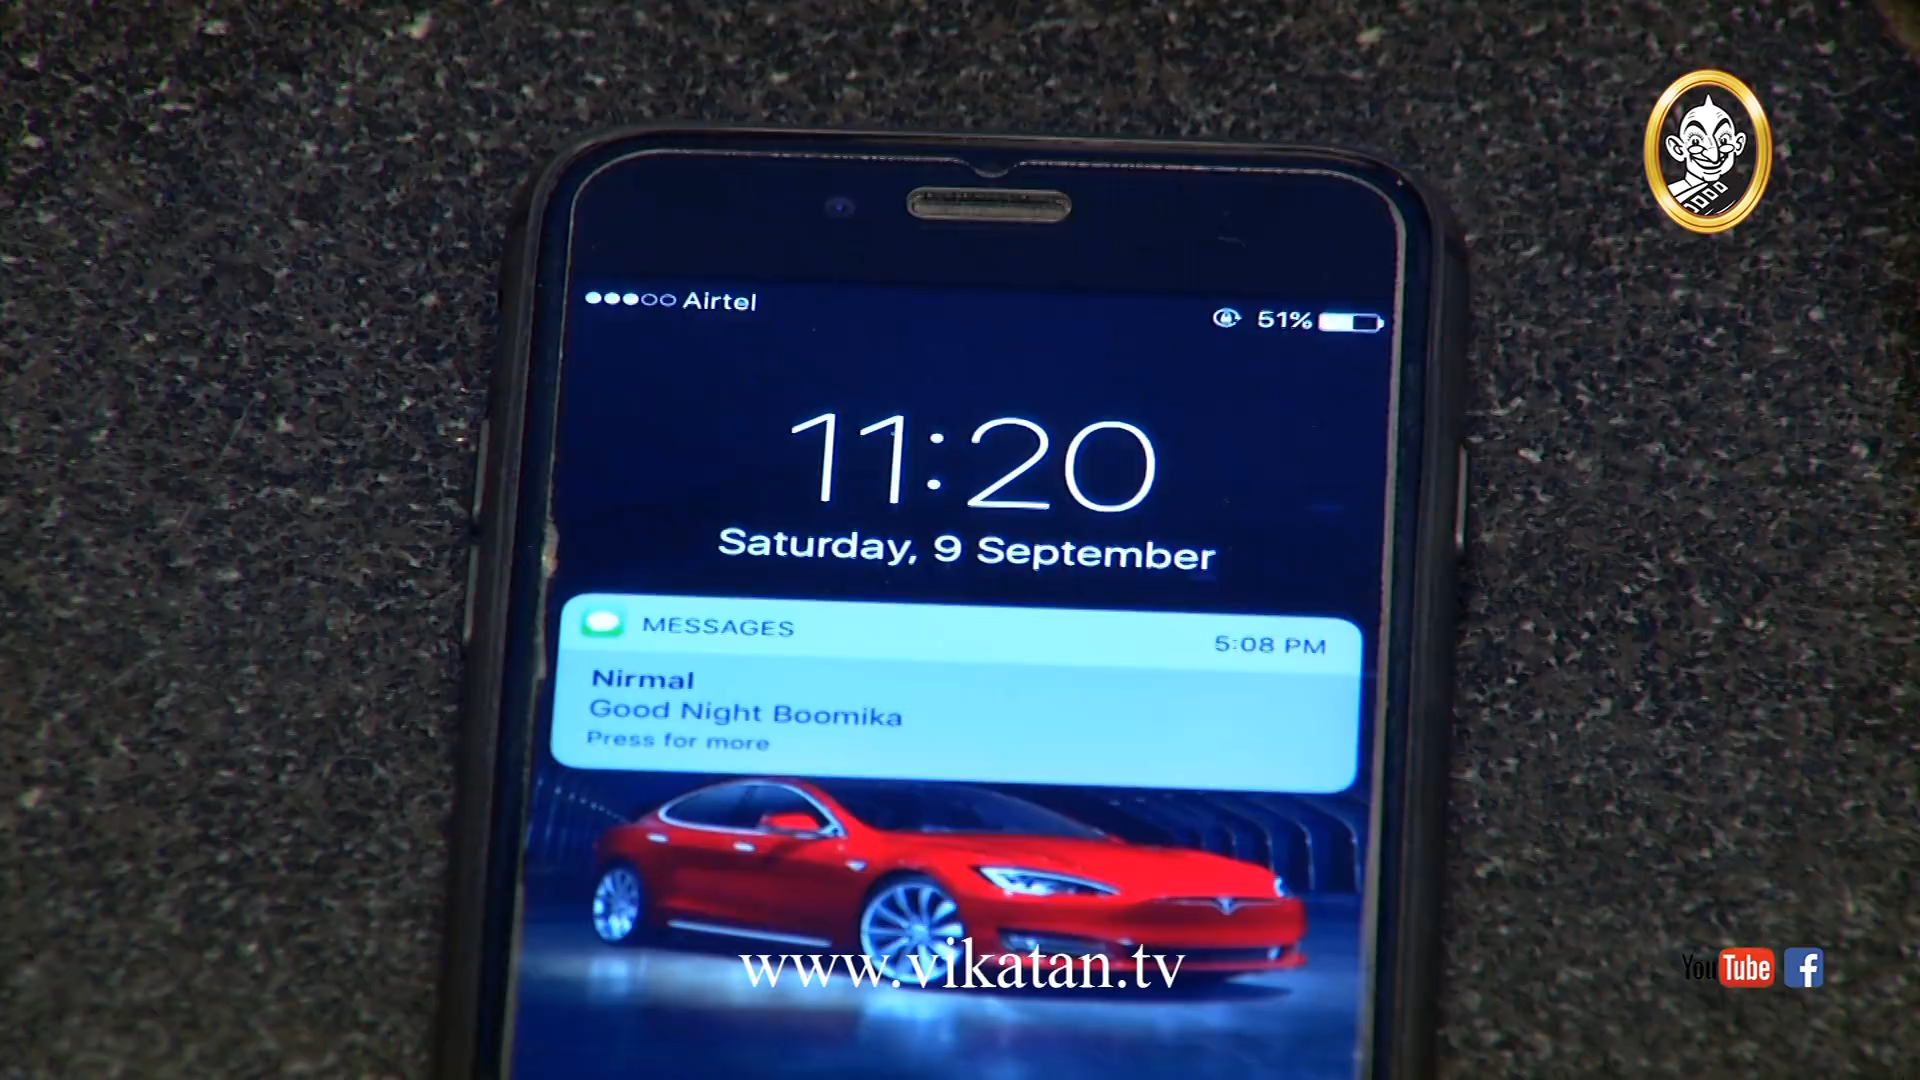 Airtel
51%
11:20
Saturday, 9 September
MESSAGES
5:08 PM
Nirmal
Good Night Boomika
Press for more
www.vikatan.tv
YouTube f